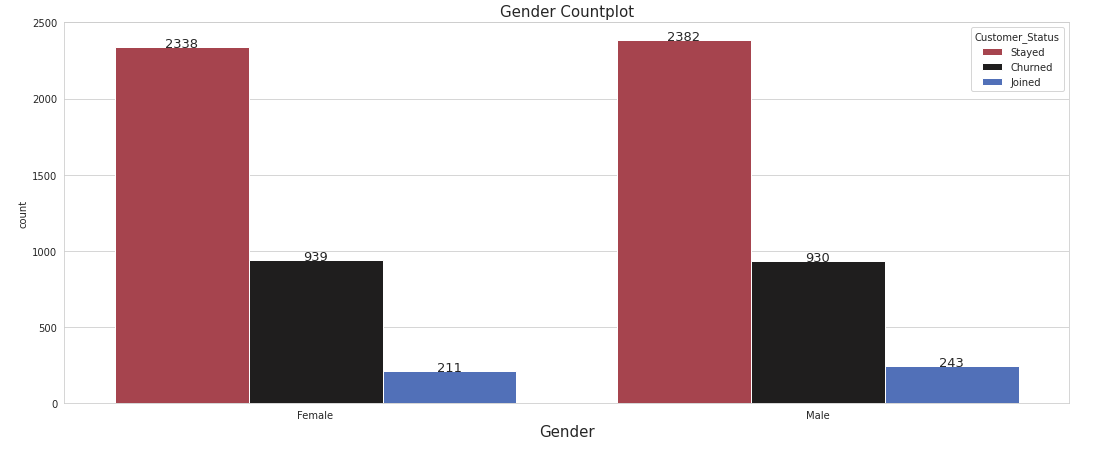 Gender Countplot
2500
2000
1500
1000
500
0
count
2338
939
211
2382
930
243
Customer_Status
Stayed
Churned
Joined
Female
Male
Gender